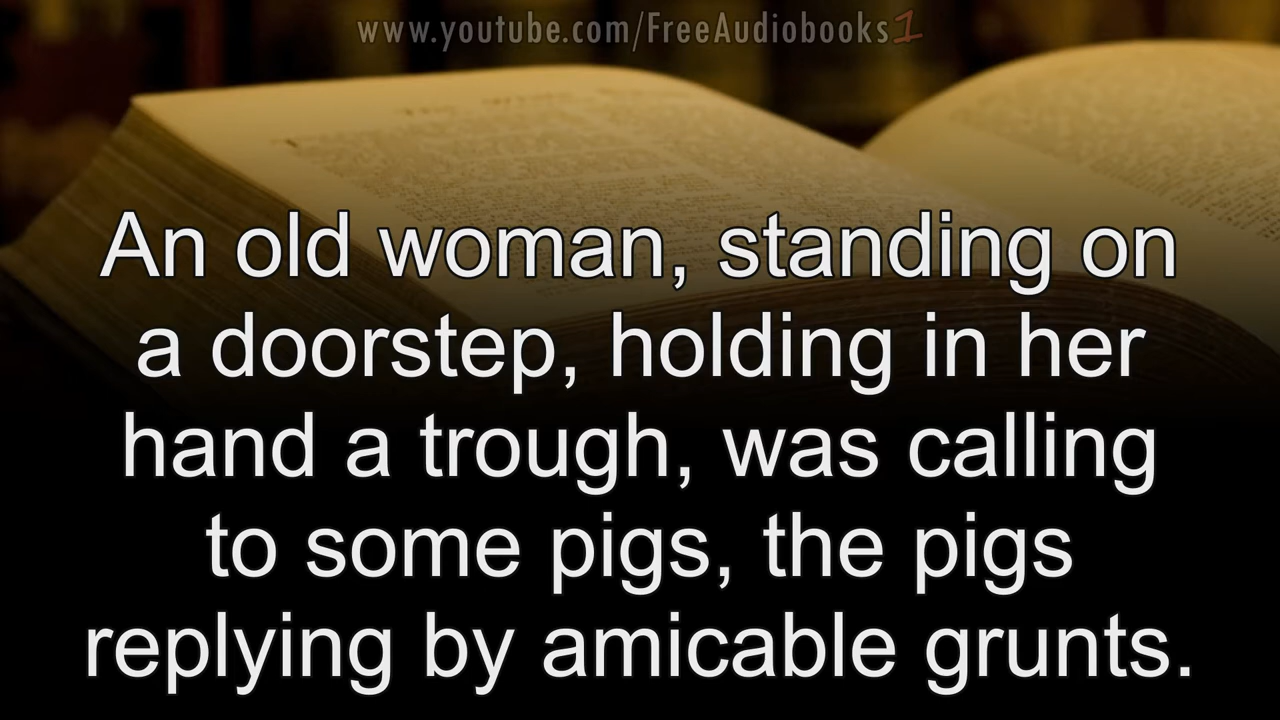 www.youtube.com/FreeAudiobooks1
An old woman, standing on
a doorstep, holding in her
hand a trough, was calling
to some pigs, the pigs
replying by amicable grunts.